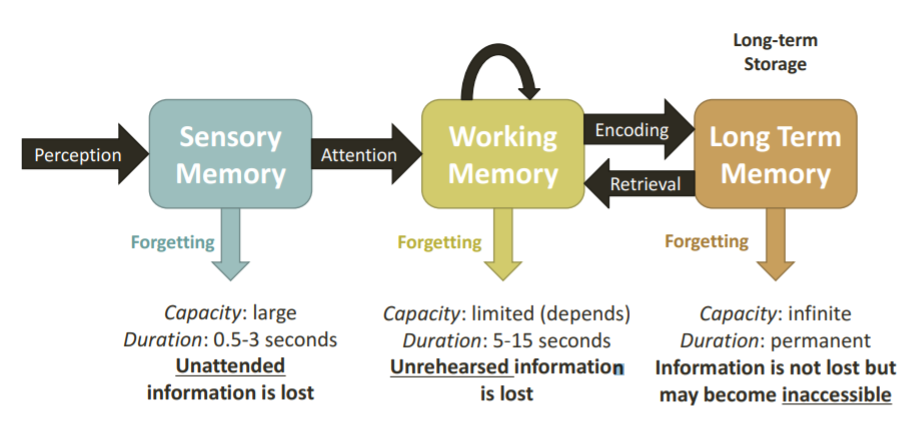 Long-term
Storage
Perception
Sensory
Memory
Attention
Working
Memory
Encoding
Retrieval
Long Term
Memory
Forgetting
Forgetting
Forgetting
Capacity: large
Duration: 0.5-3 seconds
Unattended
information is lost
Capacity: limited (depends)
Duration: 5-15 seconds
Unrehearsed information
is lost
Capacity: infinite
Duration: permanent
Information is not lost but
may become inaccessible